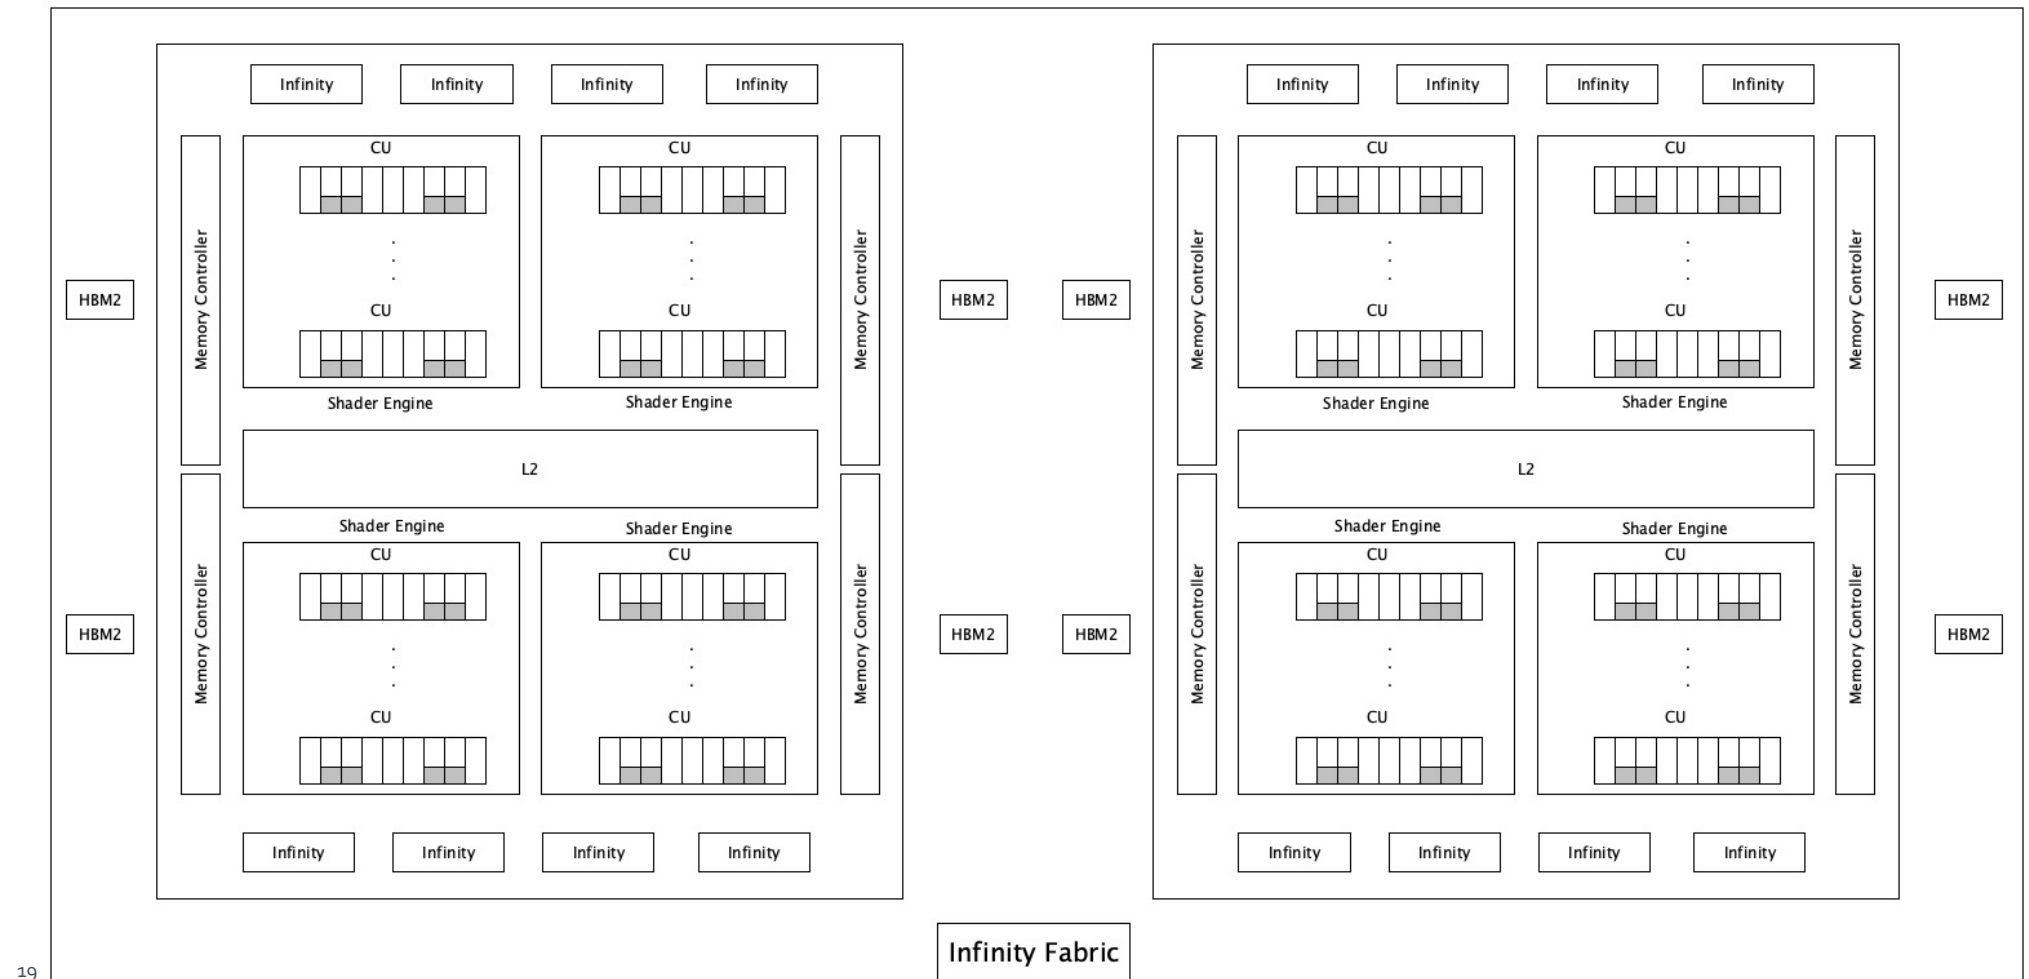 Infinity Infinity Infinity Infinity Infinity Infinity Infinity Infinity
CU CU CU CU
Memory Controller Memory Controller Memory Controller Memory Controller
HBM2 HBM2 HBM2 HBM2
CU CU CU CU
Shader Engine Shader Engine Shader Engine Shader Engine
L2 L2
Shader Engine Shader Engine Shader Engine Shader Engine
CU CU CU CU
Memory Controller Memory Controller Memory Controller Memory Controller
HBM2 HBM2 HBM2 HBM2
CU CU CU CU
Infinity Infinity Infinity Infinity Infinity Infinity Infinity Infinity
Infinity Fabric
19